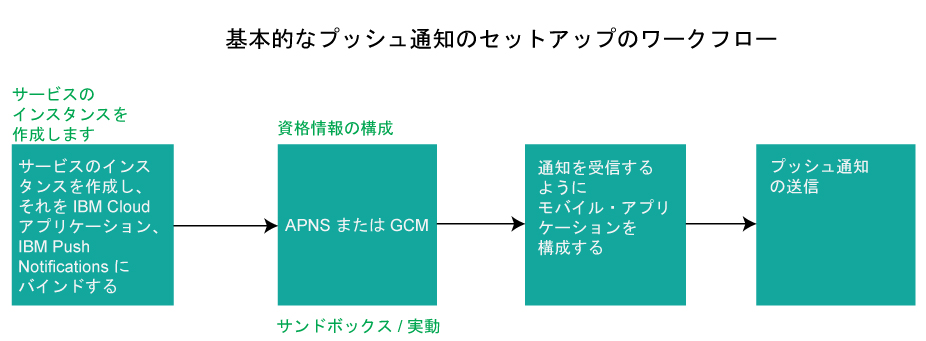 基本的なプッシュ通知のセットアップのワークフロー
サービスの
インスタンスを
作成します
サービスのインス
タンスを作成し、
それを IBM Cloud
アプリケーション、
IBM Push
Notifications に
バインドする
資格情報の構成
APNS または GCM
サンドボックス / 実動
通知を受信する
ように
モバイル・アプリ
ケーションを
構成する
プッシュ通知
の送信